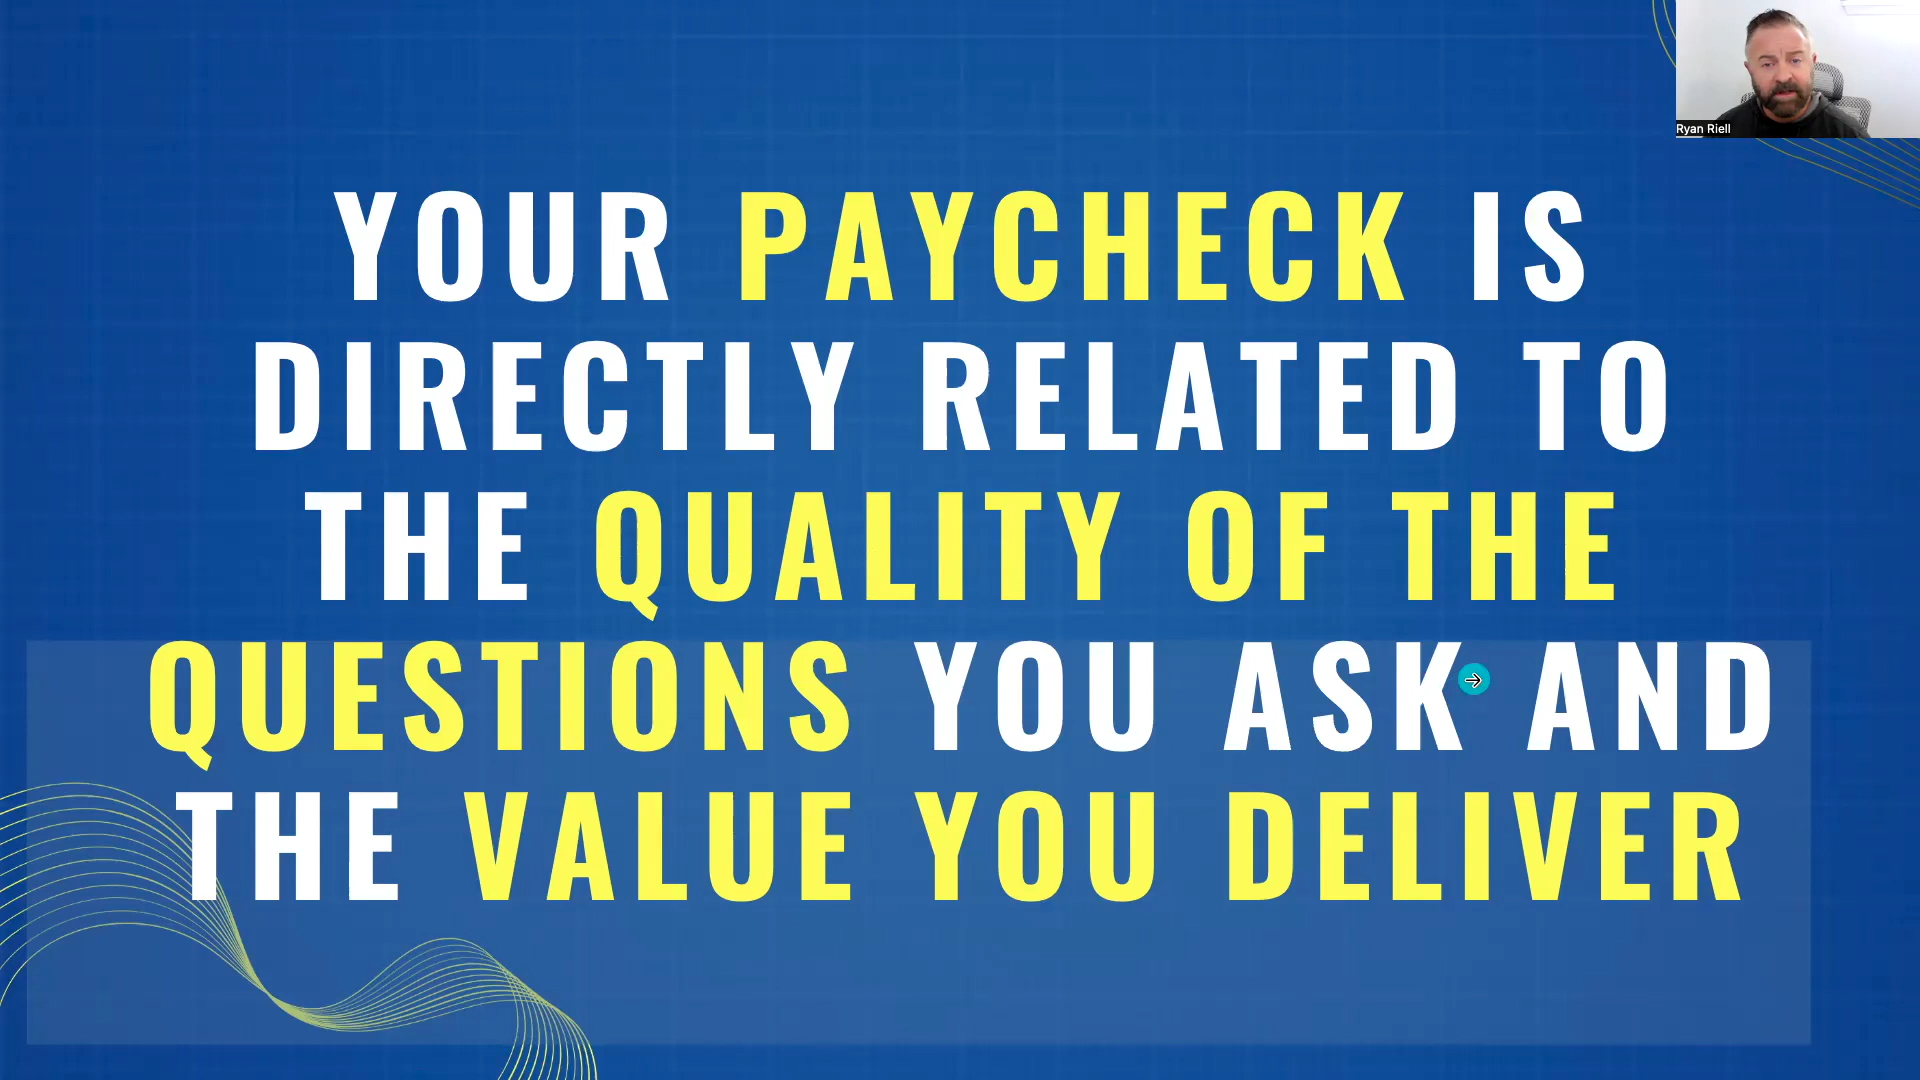 Ryan Riell
YOUR PAYCHECK IS
DIRECTLY RELATED TO
THE QUALITY OF THE
QUESTIONS YOU ASK AND
THE VALUE YOU DELIVER